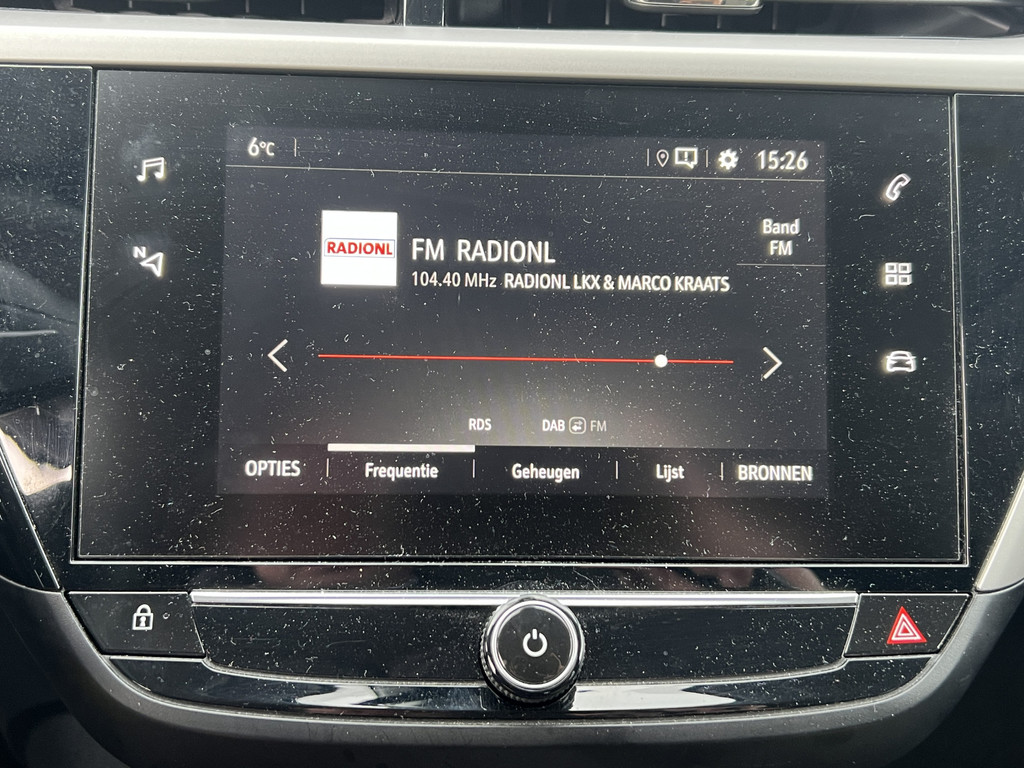 6°C
15:26
N
RADIONL
FM RADIONL
104.40 MHz RADIONL LKX & MARCO KRAATS
Band
FM
RDS
DAB FM
OPTIES
Frequentie
Geheugen
Lijst
BRONNEN